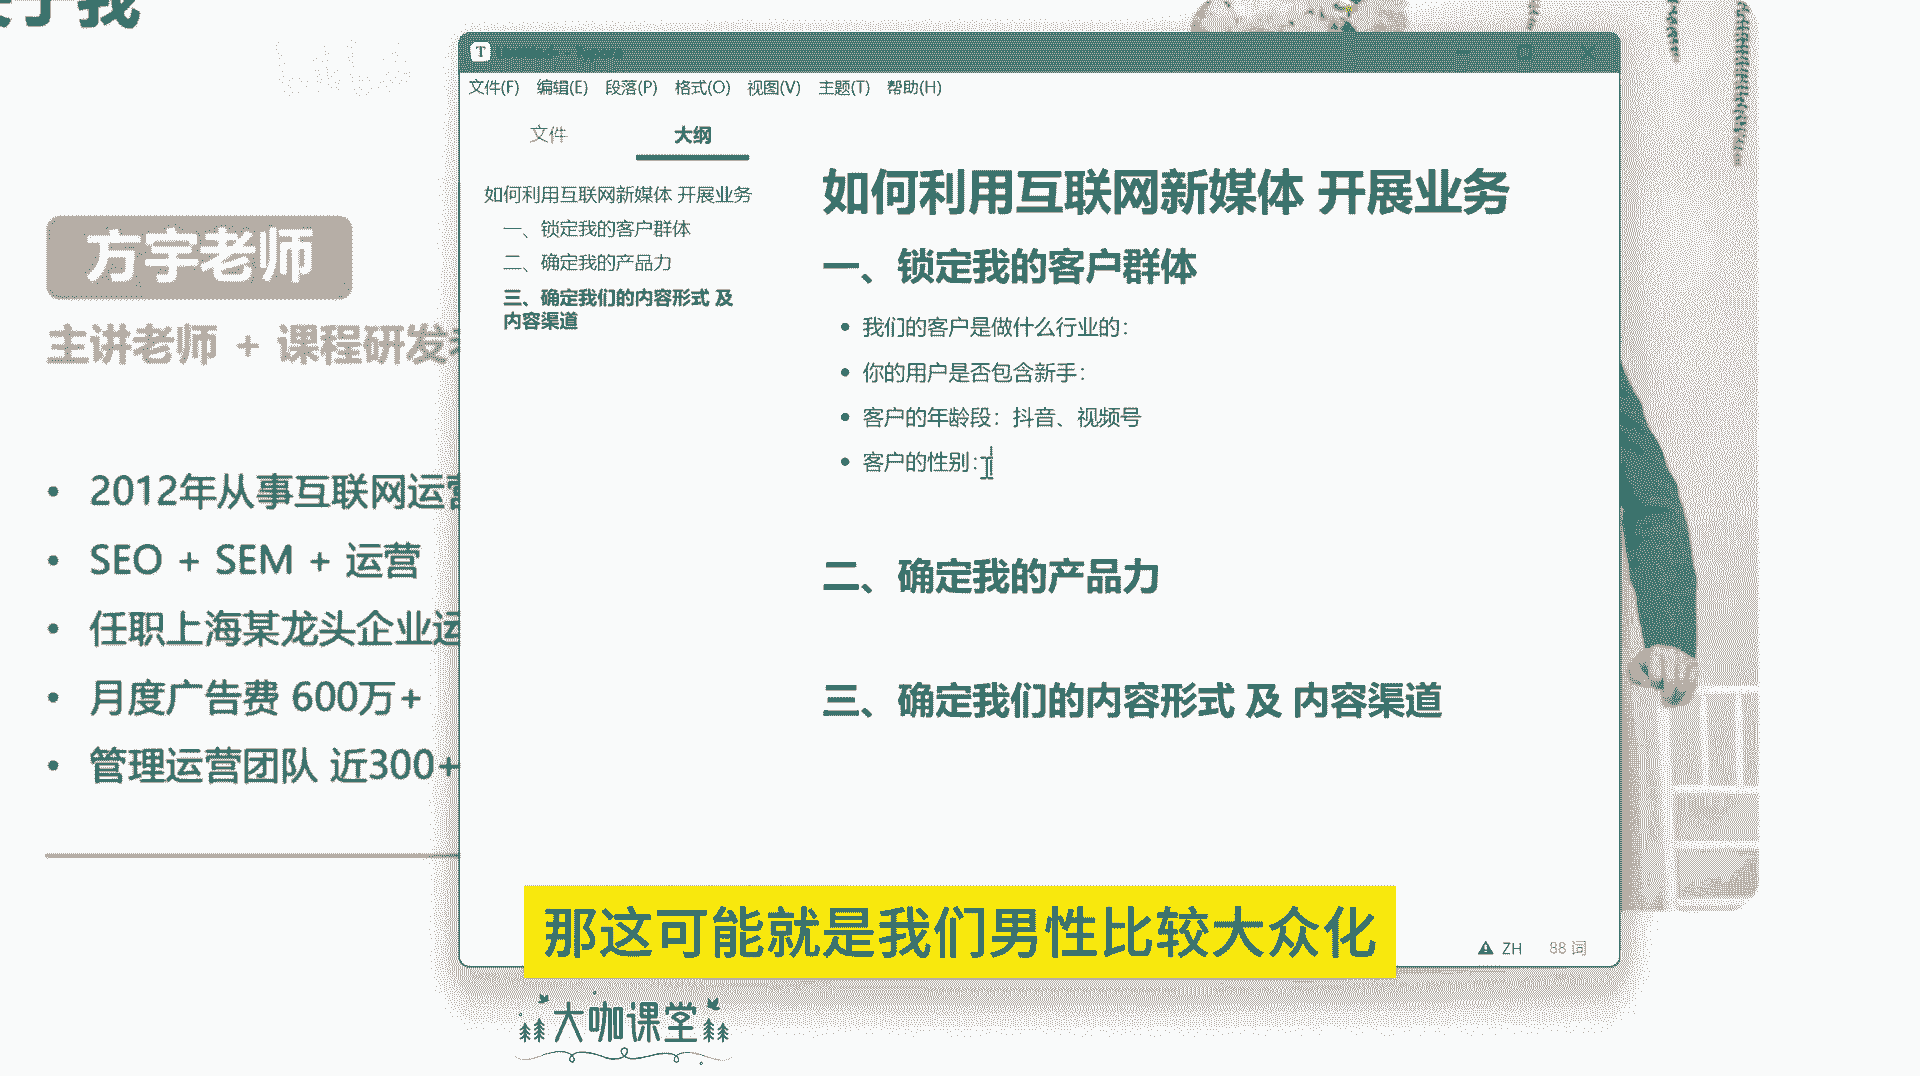 于我
方宇老师
主讲老师 + 课程研发
2012年从事互联网运营
SEO + SEM + 运营
任职上海某龙头企业运
月度广告费 600万+
管理运营团队 近300+
文件(F) 编辑(E) 段落(P) 格式(O) 视图(V) 主题(T) 帮助(H)
文件 大纲
如何利用互联网新媒体 开展业务
一、锁定我的客户群体
二、确定我的产品力
三、确定我们的内容形式 及
内容渠道
如何利用互联网新媒体 开展业务
一、锁定我的客户群体
我们的客户是做什么行业的:
你的用户是否包含新手:
客户的年龄段: 抖音、视频号
客户的性别:
二、确定我的产品力
三、确定我们的内容形式 及 内容渠道
ZH 88 词
那这可能就是我们男性比较大众化
大咖课堂